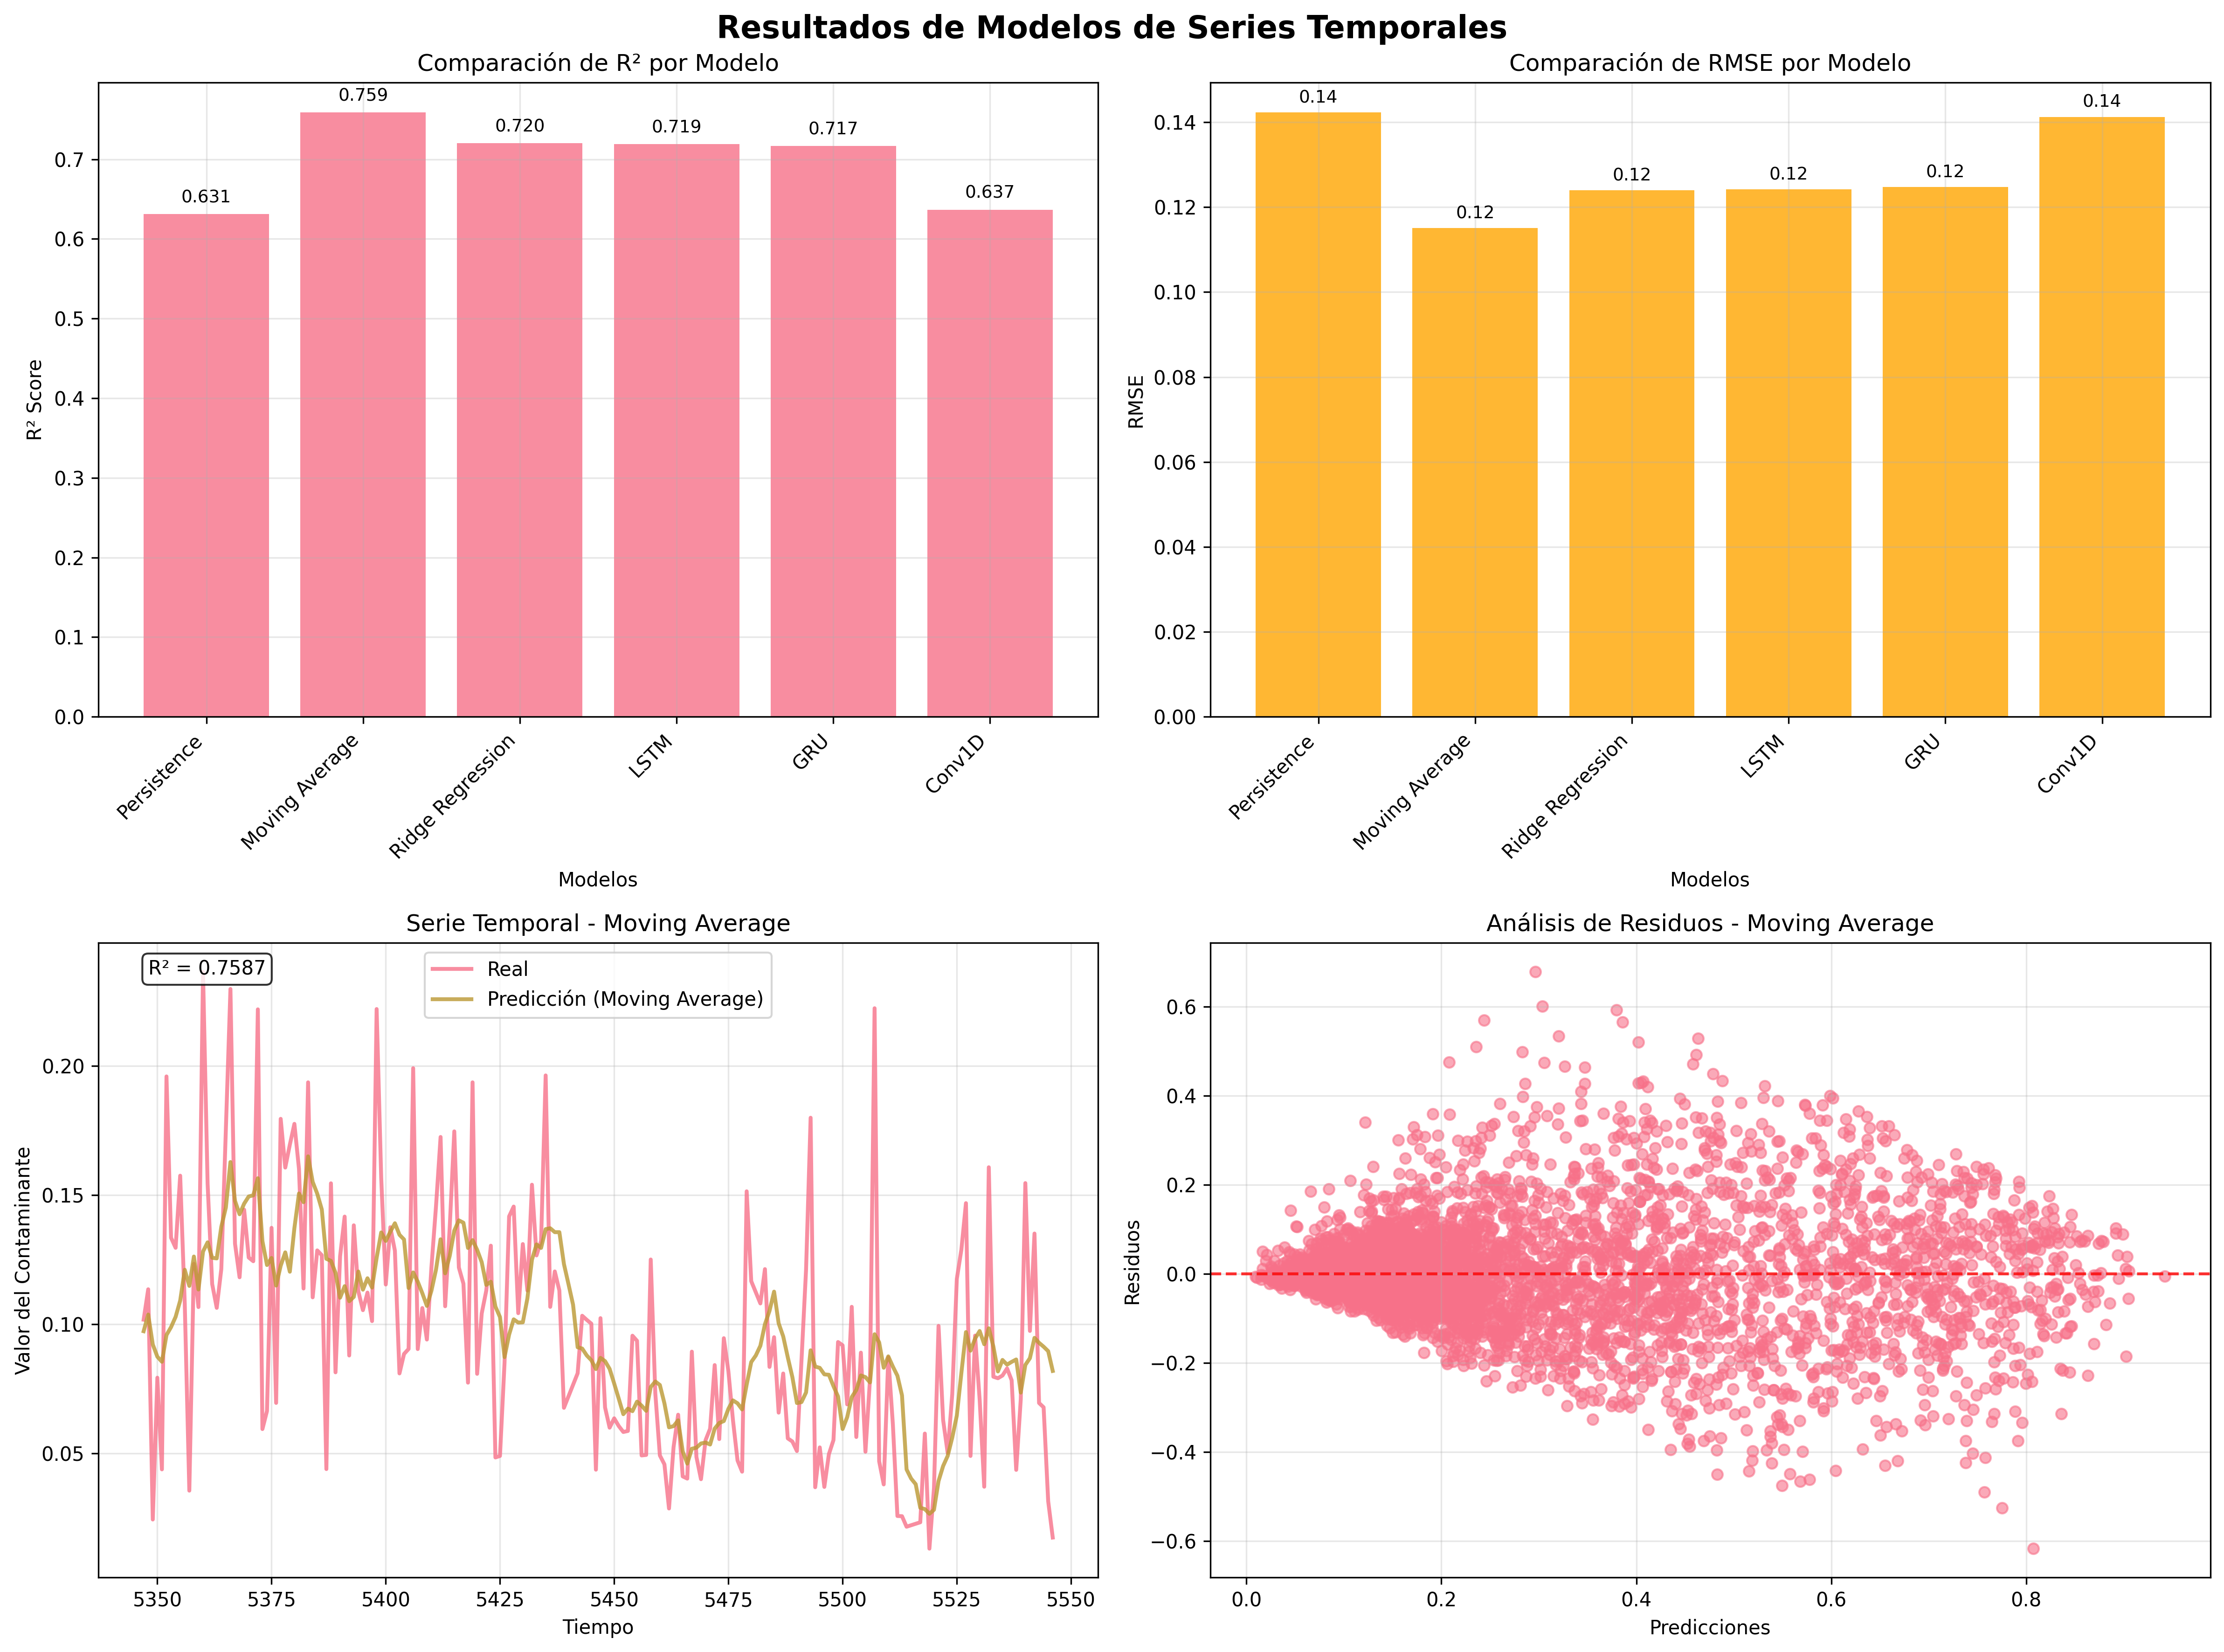 Resultados de Modelos de Series Temporales
Comparación de R² por Modelo
R² Score
0.7
0.6
0.5
0.4
0.3
0.2
0.1
0.0
0.631
0.759
0.720
0.719
0.717
0.637
Persistence
Moving Average
Ridge Regression
LSTM
GRU
Conv1D
Modelos
Comparación de RMSE por Modelo
RMSE
0.14
0.12
0.10
0.08
0.06
0.04
0.02
0.00
0.14
0.12
0.12
0.12
0.12
0.14
Persistence
Moving Average
Ridge Regression
LSTM
GRU
Conv1D
Modelos
Serie Temporal - Moving Average
R² = 0.7587
Real
Predicción (Moving Average)
Valor del Contaminante
0.20
0.15
0.10
0.05
5350
5375
5400
5425
5450
5475
5500
5525
5550
Tiempo
Análisis de Residuos - Moving Average
Residuos
0.6
0.4
0.2
0.0
−0.2
−0.4
−0.6
0.0
0.2
0.4
0.6
0.8
Predicciones